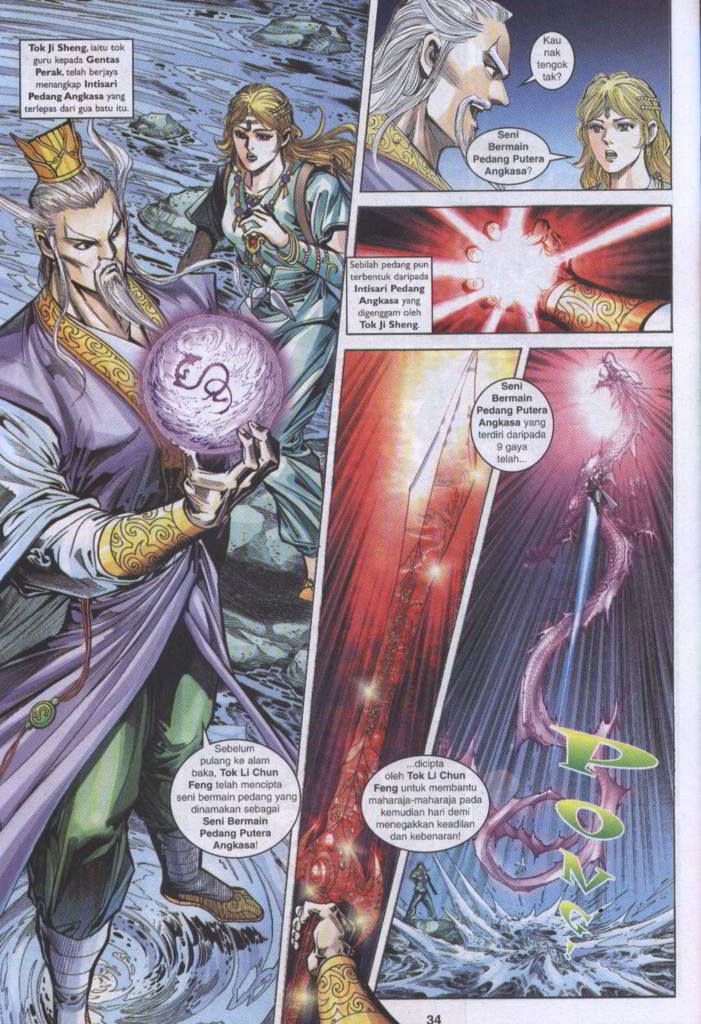 Tok Ji Sheng, iaitu tok
guru kepada Gentas
Perak, telah berjaya
menangkap Intisari
Pedang Angkasa yang
terlepas dari gua batu itu.
Sebelum
pulang ke alam
baka, Tok Li Chun
Feng telah mencipta
seni bermain pedang yang
dinamakan sebagai
Seni Bermain
Pedang Putera
Angkasa!
Kau
nak
tengok
tak?
Seni
Bermain
Pedang Putera
Angkasa?
Sebilah pedang pun
terbentuk daripada
Intisari Pedang
Angkasa yang
digenggam oleh
Tok Ji Sheng.
Seni
Bermain
Pedang Putera
Angkasa yang
terdiri daripada
9 gaya
telah...
...dicipta
oleh Tok Li Chun
Feng untuk membantu
maharaja-maharaja pada
kemudian hari demi
menegakkan keadilan
dan kebenaran!
PONG!
34